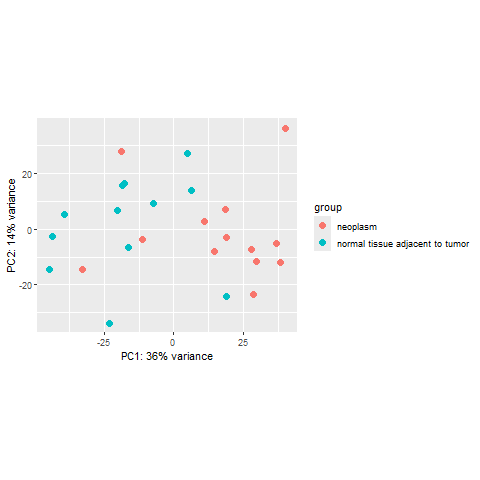 20
0
-20
-25
0
25
PC1: 36% variance
PC2: 14% variance
group
neoplasm
normal tissue adjacent to tumor